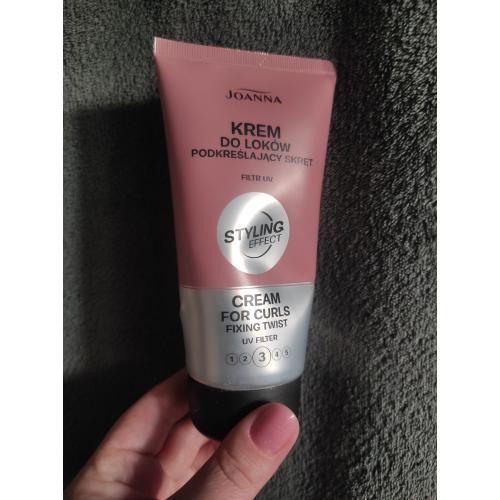 JOANNA
KREM
DO LOKÓW
PODKREŚLAJĄCY SKRĘT
FILTR UV
STYLING
EFFECT
CREAM
FOR CURLS
FIXING TWIST
UV FILTER
1 2 3 4 5